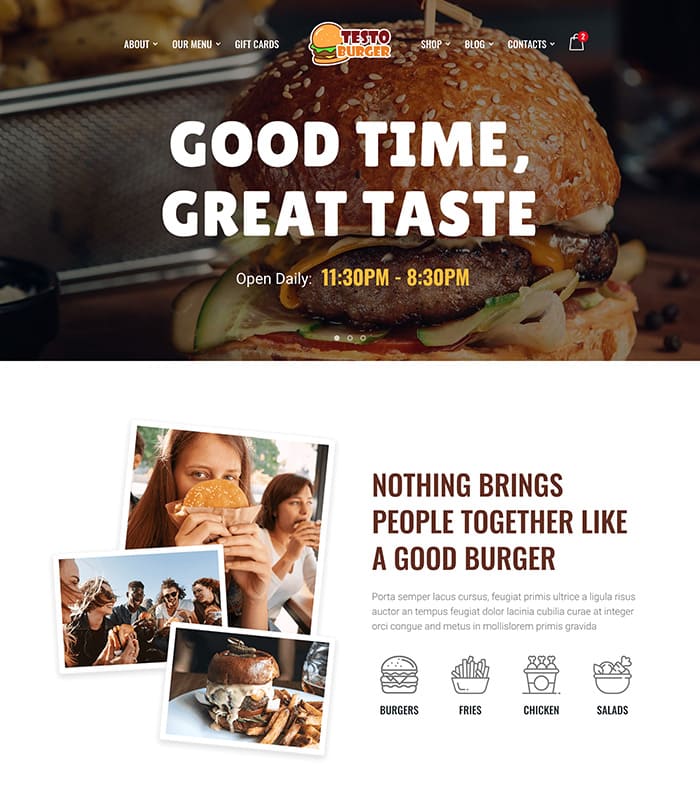 ABOUT
OUR MENU
GIFT CARDS
TESTO
BURGER
SHOP
BLOG
CONTACTS
2
GOOD TIME,
GREAT TASTE
Open Daily: 11:30PM - 8:30PM
NOTHING BRINGS
PEOPLE TOGETHER LIKE
A GOOD BURGER
Porta semper lacus cursus, feugiat primis ultrice a ligula risus
auctor an tempus feugiat dolor lacinia cubilia curae at integer
orci congue and metus in mollislorem primis gravida
BURGERS
FRIES
CHICKEN
SALADS